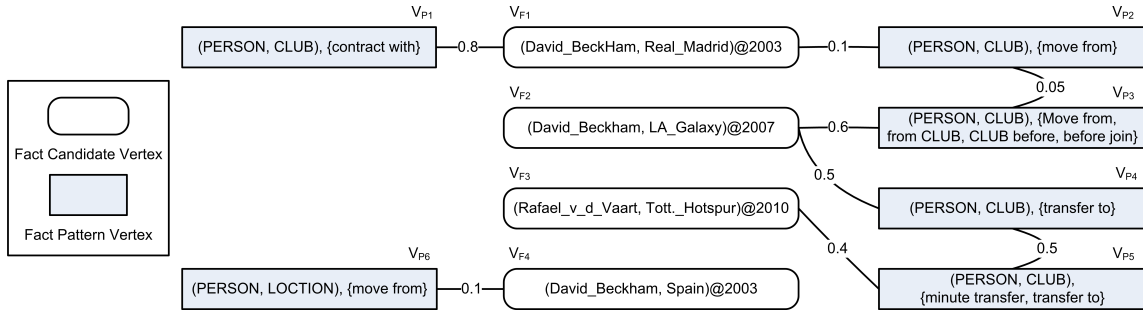 V_P1
V_F1
V_P2
(PERSON, CLUB), {contract with}
0.8
(David_BeckHam, Real_Madrid)@2003
0.1
(PERSON, CLUB), {move from}
0.05
V_F2
V_P3
(David_Beckham, LA_Galaxy)@2007
0.6
(PERSON, CLUB), {Move from,
from CLUB, CLUB before, before join}
Fact Candidate Vertex
V_F3
0.5
V_P4
(Rafael_v_d_Vaart, Tott._Hotspur)@2010
(PERSON, CLUB), {transfer to}
Fact Pattern Vertex
0.4
0.5
V_P6
V_F4
V_P5
(PERSON, LOCTION), {move from}
0.1
(David_Beckham, Spain)@2003
(PERSON, CLUB),
{minute transfer, transfer to}